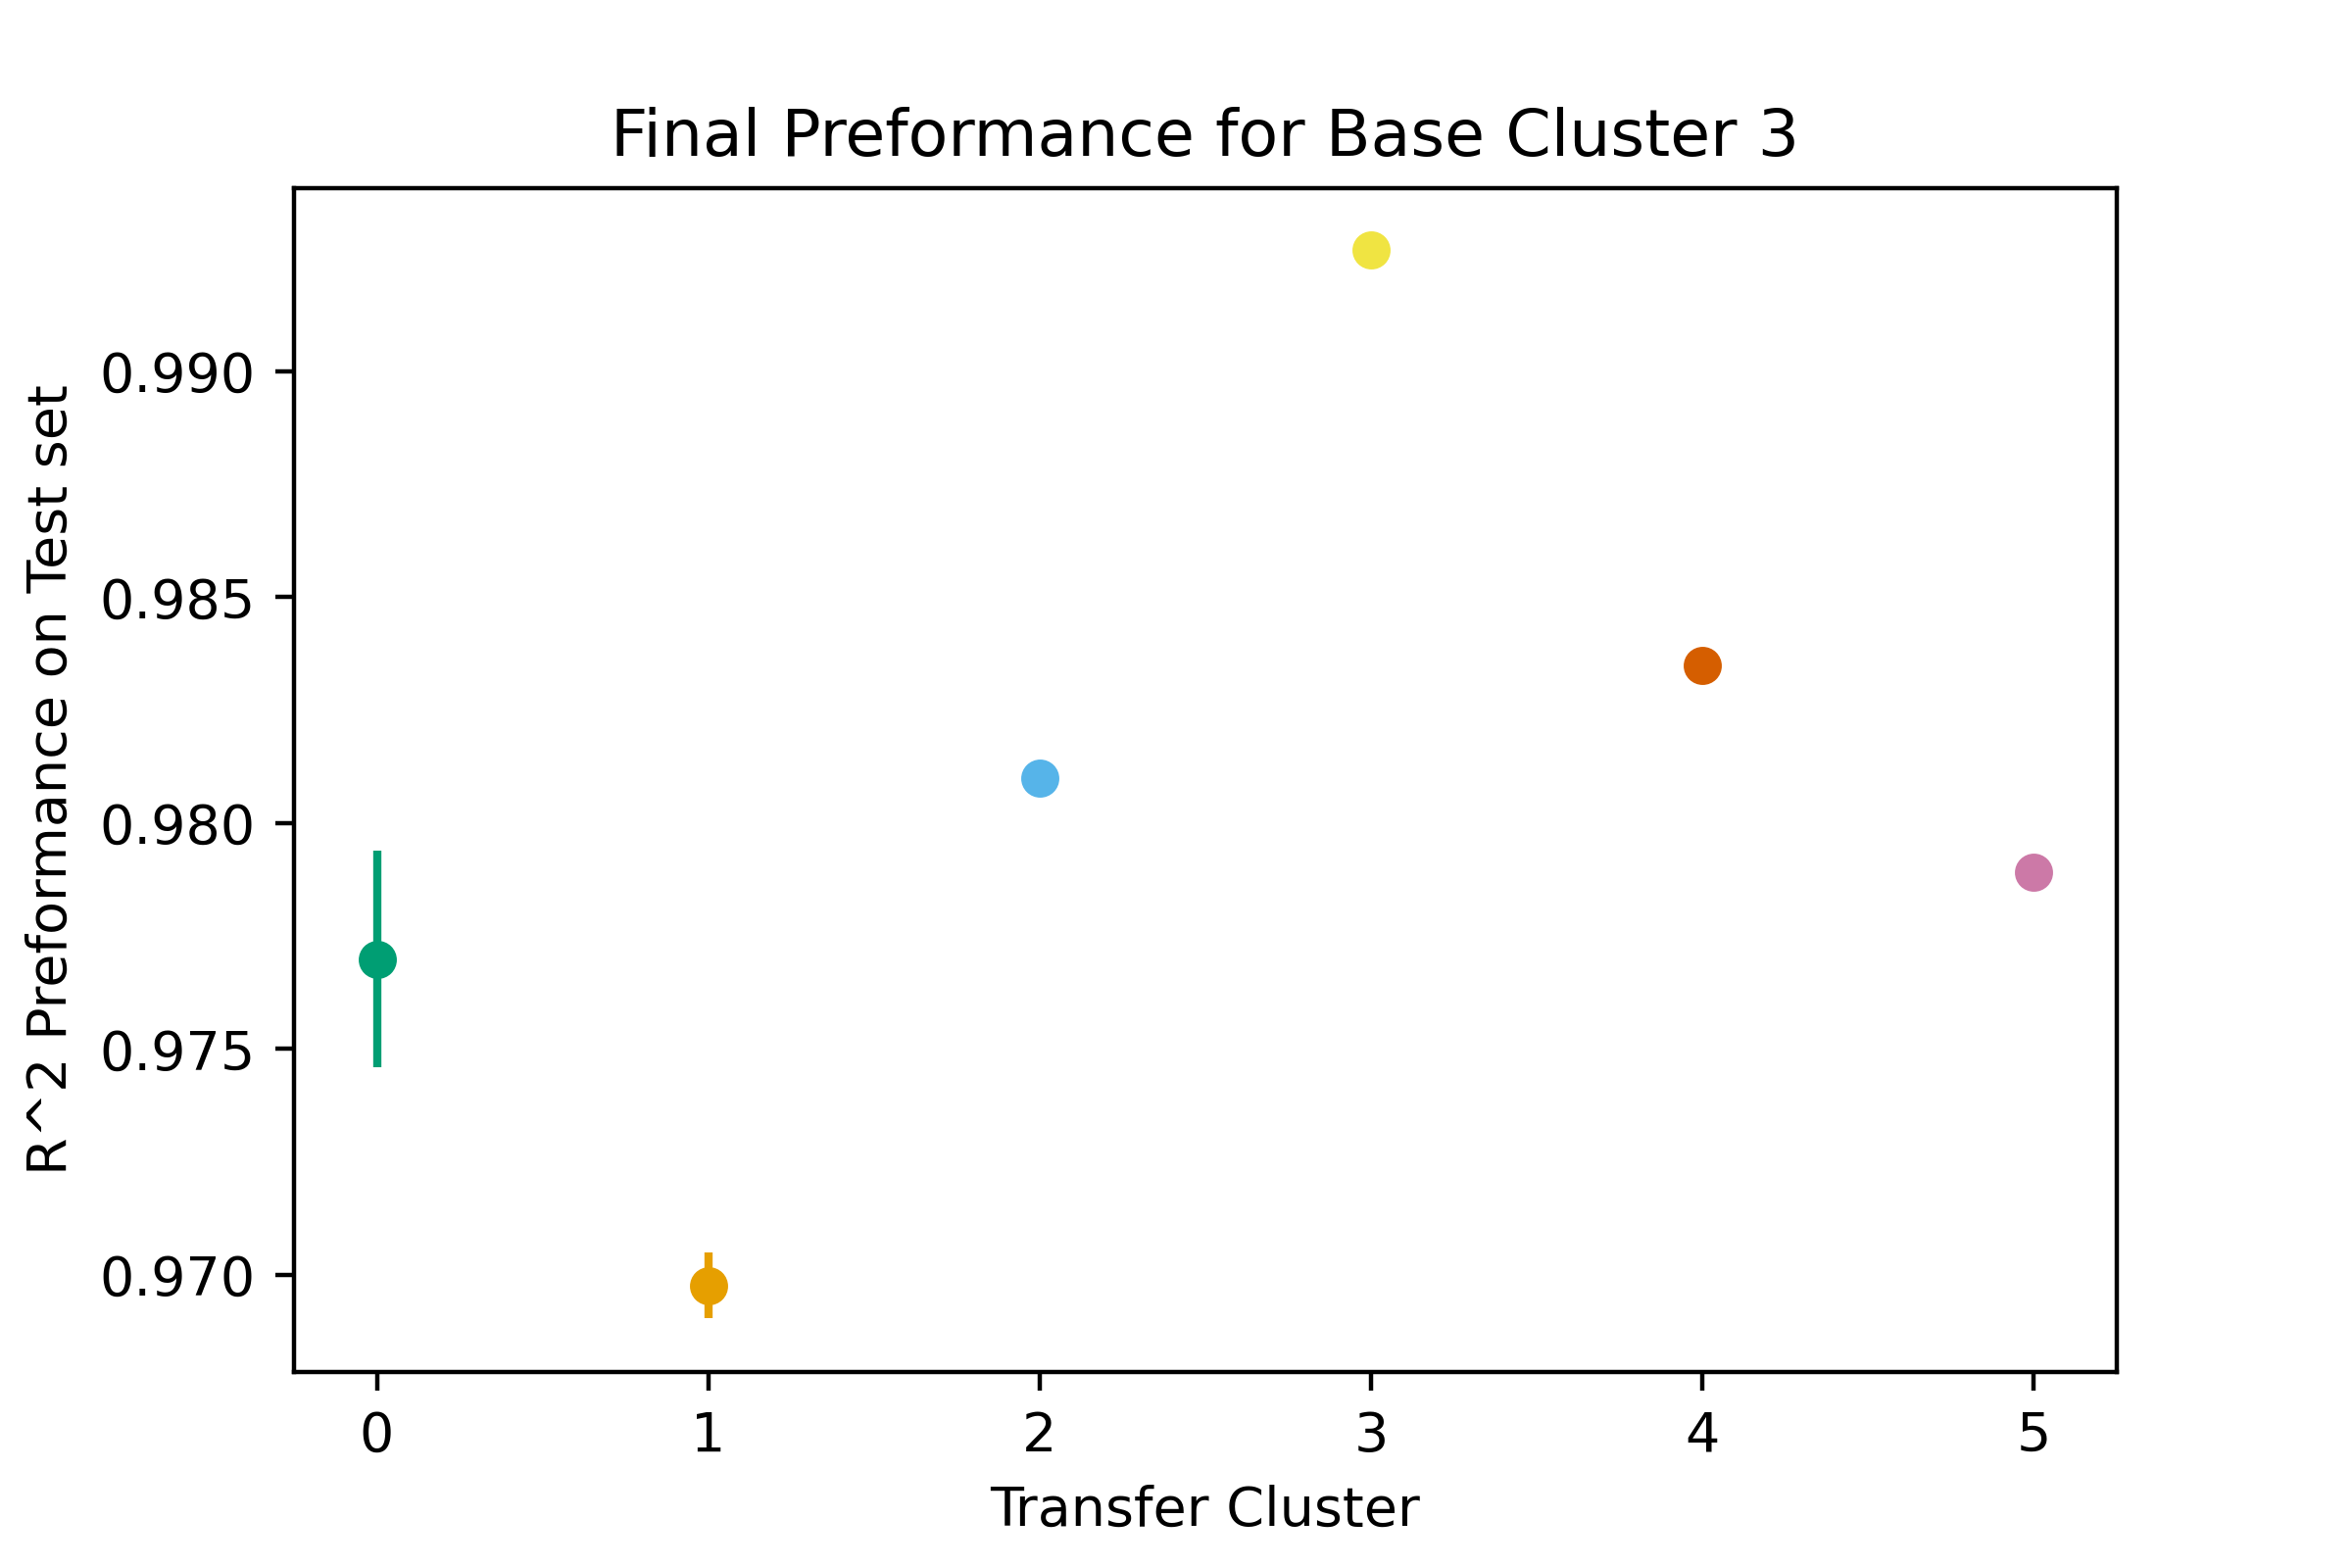 Final Preformance for Base Cluster 3
R^2 Preformance on Test set
0.990
0.985
0.980
0.975
0.970
0 1 2 3 4 5
Transfer Cluster